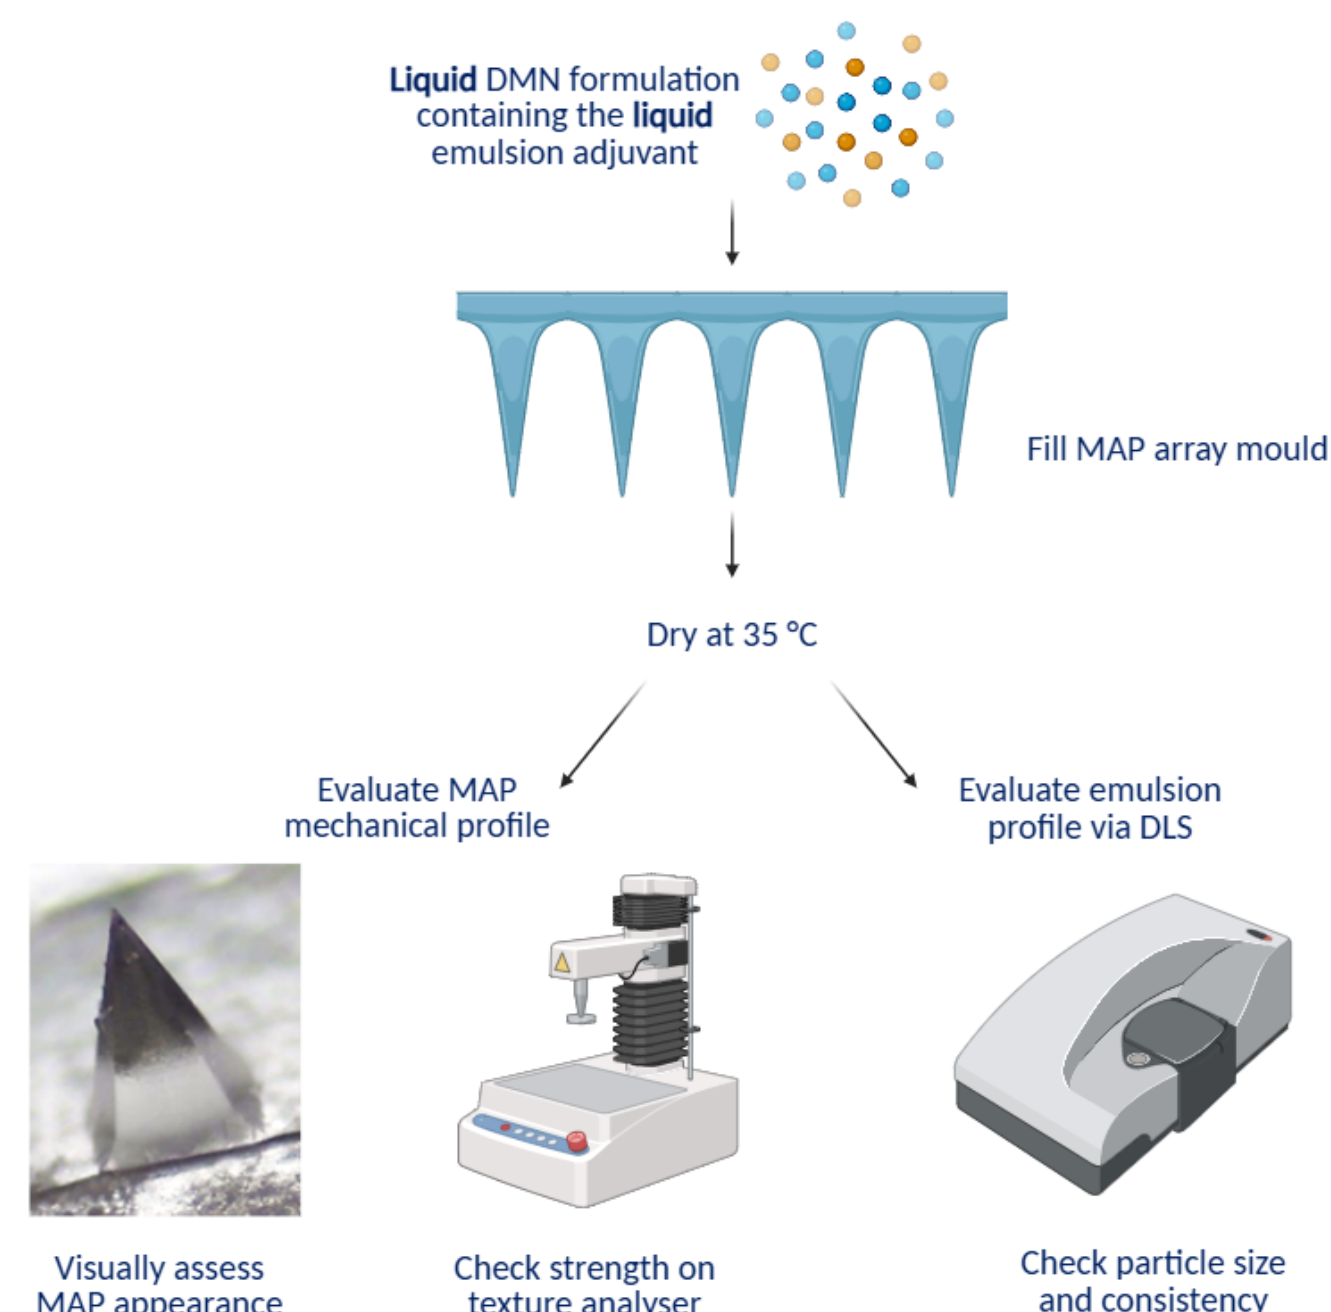 Liquid DMN formulation
containing the liquid
emulsion adjuvant
Fill MAP array mould
Dry at 35 °C
Evaluate MAP
mechanical profile
Evaluate emulsion
profile via DLS
Visually assess
MAP appearance
Check strength on
texture analyser
Check particle size
and consistency